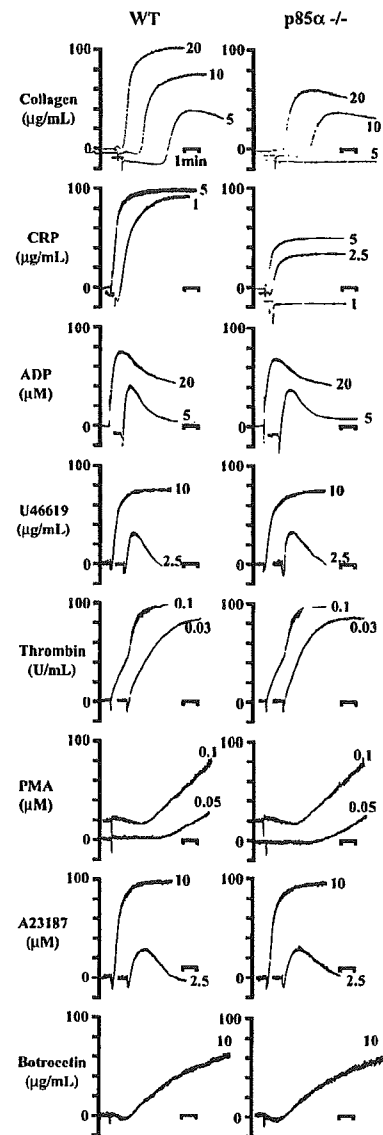 WT p85α -/-
Collagen (μg/mL)
100 0 20 10 5 1min
100 0 20 10 5
CRP (μg/mL)
100 0 5 1
100 0 5 2.5 1
ADP (μM)
100 0 20 5
100 0 20 5
U46619 (μg/mL)
100 0 10 2.5
100 0 10 2.5
Thrombin (U/mL)
100 0 0.1 0.03
100 0 0.1 0.03
PMA (μM)
100 0 0.1 0.05
100 0 0.1 0.05
A23187 (μM)
100 0 10 2.5
100 0 10 2.5
Botrocetin (μg/mL)
100 0 10
100 0 10